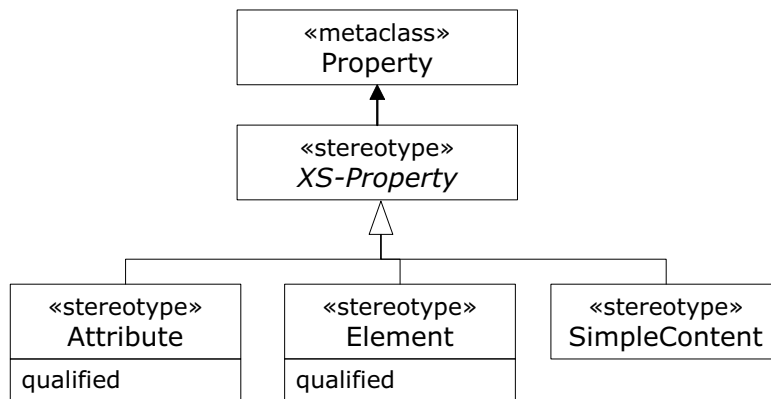 «metaclass»
Property
«stereotype»
XS-Property
«stereotype»
Attribute
qualified
«stereotype»
Element
qualified
«stereotype»
SimpleContent